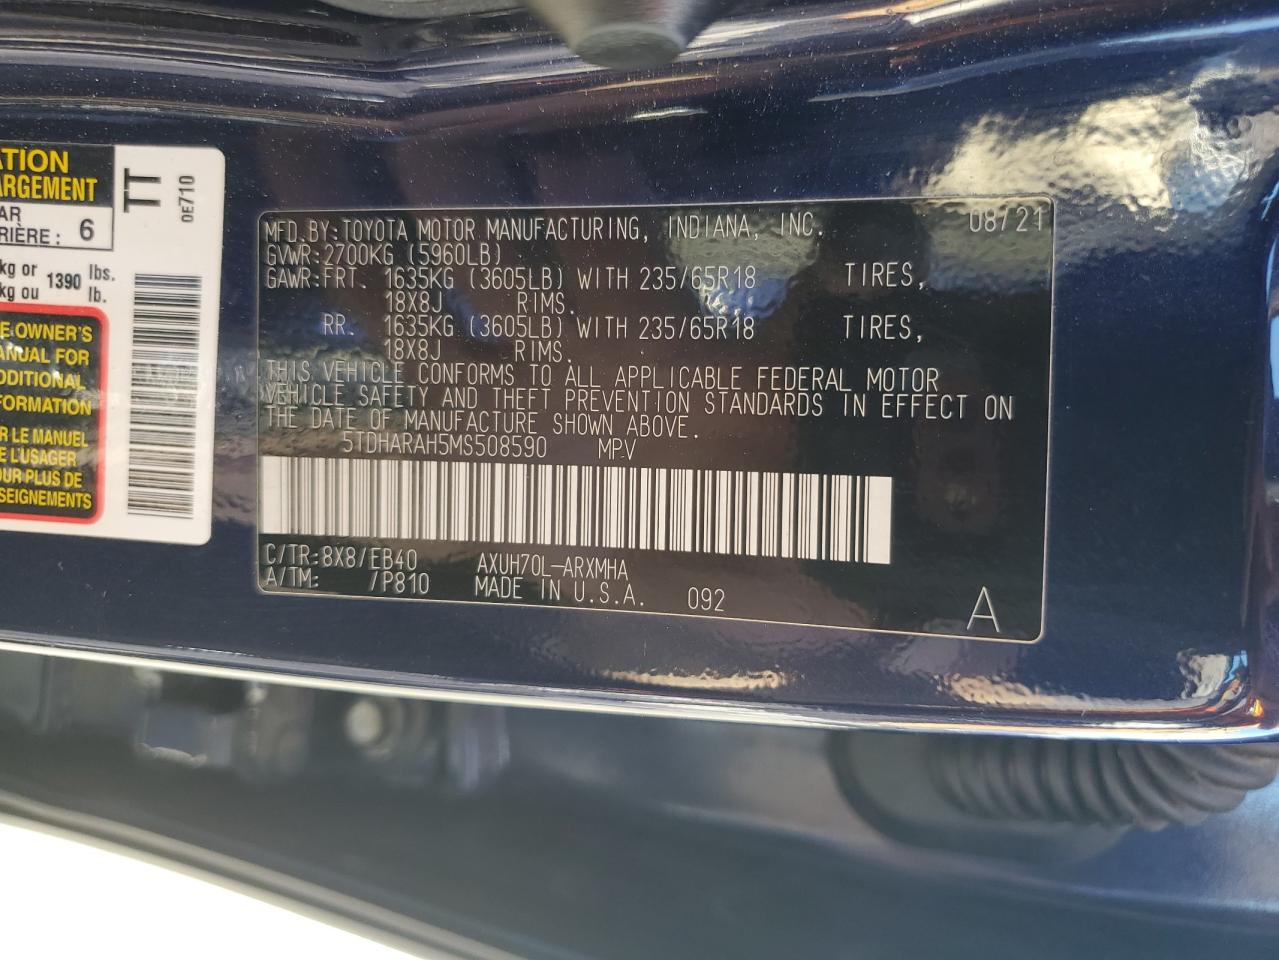 ATION
ARGEMENT
AR
RIÈRE: 6
kg or 1390 lbs.
kg ou lb.
E OWNER'S
ANUAL FOR
DDITIONAL
FORMATION
R LE MANUEL
E L'USAGER
OUR PLUS DE
SEIGNEMENTS
TT
0E710
MFD.BY:TOYOTA MOTOR MANUFACTURING, INDIANA, INC. 08/21
GVWR:2700KG (5960LB)
GAWR:FRT. 1635KG (3605LB) WITH 235/65R18 TIRES,
18X8J RIMS.
RR. 1635KG (3605LB) WITH 235/65R18 TIRES,
18X8J RIMS.
THIS VEHICLE CONFORMS TO ALL APPLICABLE FEDERAL MOTOR
VEHICLE SAFETY AND THEFT PREVENTION STANDARDS IN EFFECT ON
THE DATE OF MANUFACTURE SHOWN ABOVE.
5TDHARAH5MS508590 MPV
C/TR:8X8/EB40 AXUH70L-ARXMHA
A/TM: /P810 MADE IN U.S.A. 092 A